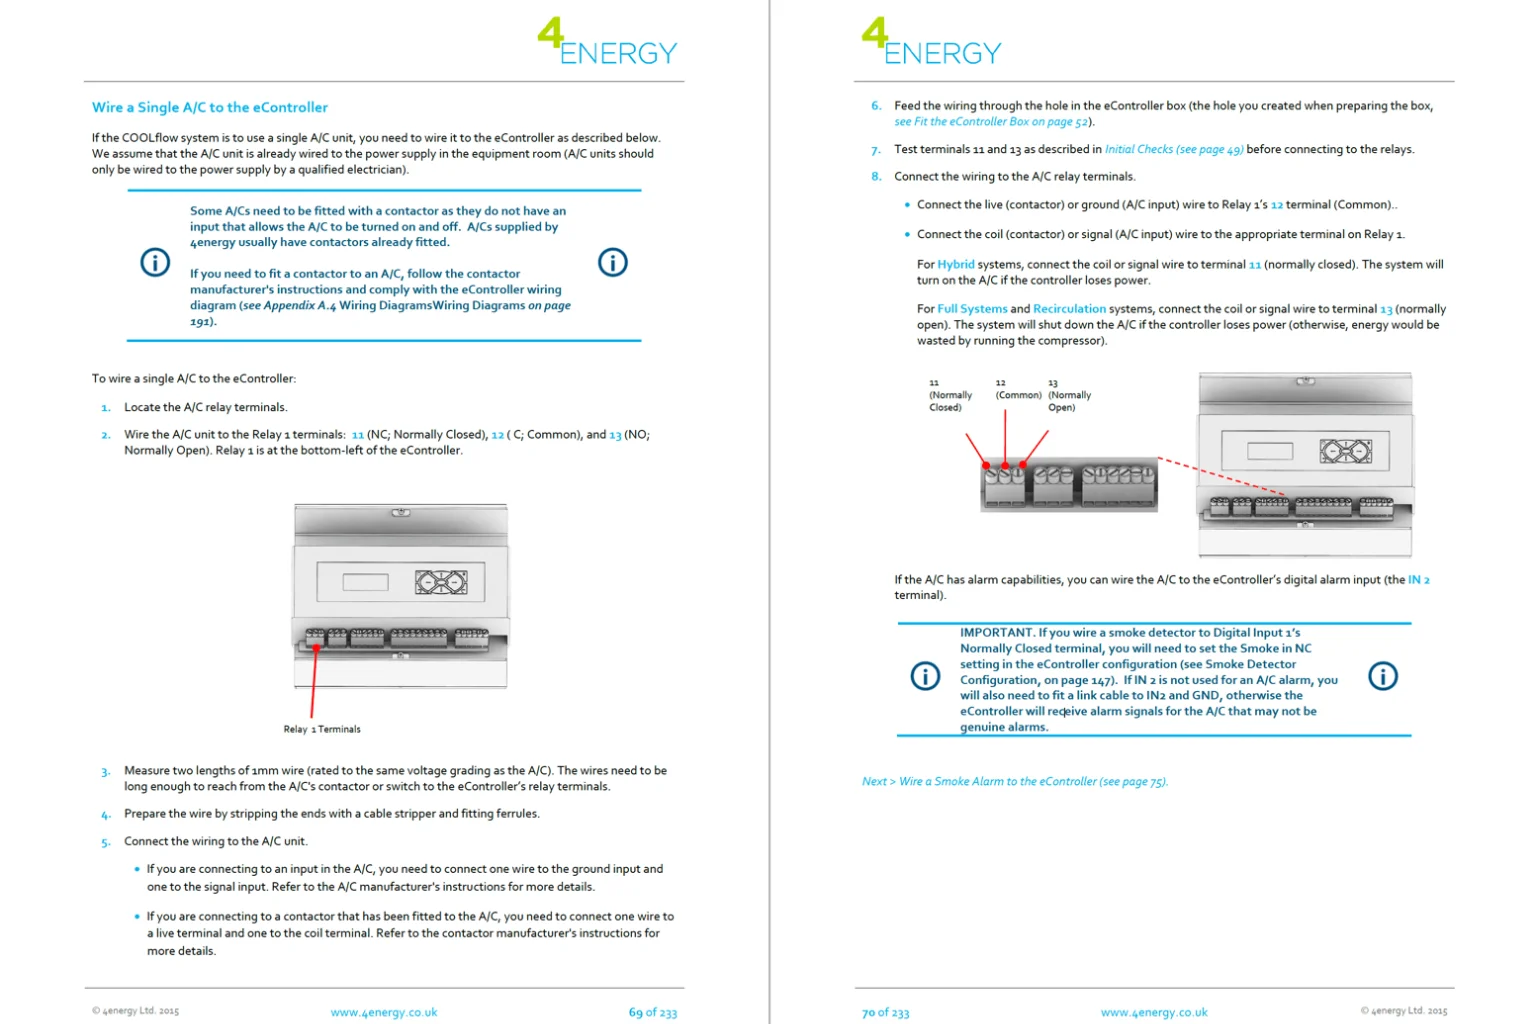 4ENERGY
Wire a Single A/C to the eController
If the COOLflow system is to use a single A/C unit, you need to wire it to the eController as described below.
We assume that the A/C unit is already wired to the power supply in the equipment room (A/C units should
only be wired to the power supply by a qualified electrician).
Some A/Cs need to be fitted with a contactor as they do not have an
input that allows the A/C to be turned on and off. A/Cs supplied by
4energy usually have contactors already fitted.
If you need to fit a contactor to an A/C, follow the contactor
manufacturer's instructions and comply with the eController wiring
diagram (see Appendix A.4 Wiring DiagramsWiring Diagrams on page
191).
To wire a single A/C to the eController:
1. Locate the A/C relay terminals.
2. Wire the A/C unit to the Relay 1 terminals: 11 (NC; Normally Closed), 12 ( C; Common), and 13 (NO;
Normally Open). Relay 1 is at the bottom-left of the eController.
Relay 1 Terminals
3. Measure two lengths of 1mm wire (rated to the same voltage grading as the A/C). The wires need to be
long enough to reach from the A/C's contactor or switch to the eController's relay terminals.
4. Prepare the wire by stripping the ends with a cable stripper and fitting ferrules.
5. Connect the wiring to the A/C unit.
• If you are connecting to an input in the A/C, you need to connect one wire to the ground input and
one to the signal input. Refer to the A/C manufacturer's instructions for more details.
• If you are connecting to a contactor that has been fitted to the A/C, you need to connect one wire to
a live terminal and one to the coil terminal. Refer to the contactor manufacturer's instructions for
more details.
© 4energy Ltd. 2015 www.4energy.co.uk 69 of 233
4ENERGY
6. Feed the wiring through the hole in the eController box (the hole you created when preparing the box,
see Fit the eController Box on page 52).
7. Test terminals 11 and 13 as described in Initial Checks (see page 49) before connecting to the relays.
8. Connect the wiring to the A/C relay terminals.
• Connect the live (contactor) or ground (A/C input) wire to Relay 1's 12 terminal (Common)..
• Connect the coil (contactor) or signal (A/C input) wire to the appropriate terminal on Relay 1.
For Hybrid systems, connect the coil or signal wire to terminal 11 (normally closed). The system will
turn on the A/C if the controller loses power.
For Full Systems and Recirculation systems, connect the coil or signal wire to terminal 13 (normally
open). The system will shut down the A/C if the controller loses power (otherwise, energy would be
wasted by running the compressor).
11 12 13
(Normally (Common) (Normally
Closed) Open)
If the A/C has alarm capabilities, you can wire the A/C to the eController's digital alarm input (the IN 2
terminal).
IMPORTANT. If you wire a smoke detector to Digital Input 1's
Normally Closed terminal, you will need to set the Smoke in NC
setting in the eController configuration (see Smoke Detector
Configuration, on page 147). If IN 2 is not used for an A/C alarm, you
will also need to fit a link cable to IN2 and GND, otherwise the
eController will receive alarm signals for the A/C that may not be
genuine alarms.
Next > Wire a Smoke Alarm to the eController (see page 75).
70 of 233 www.4energy.co.uk © 4energy Ltd. 2015